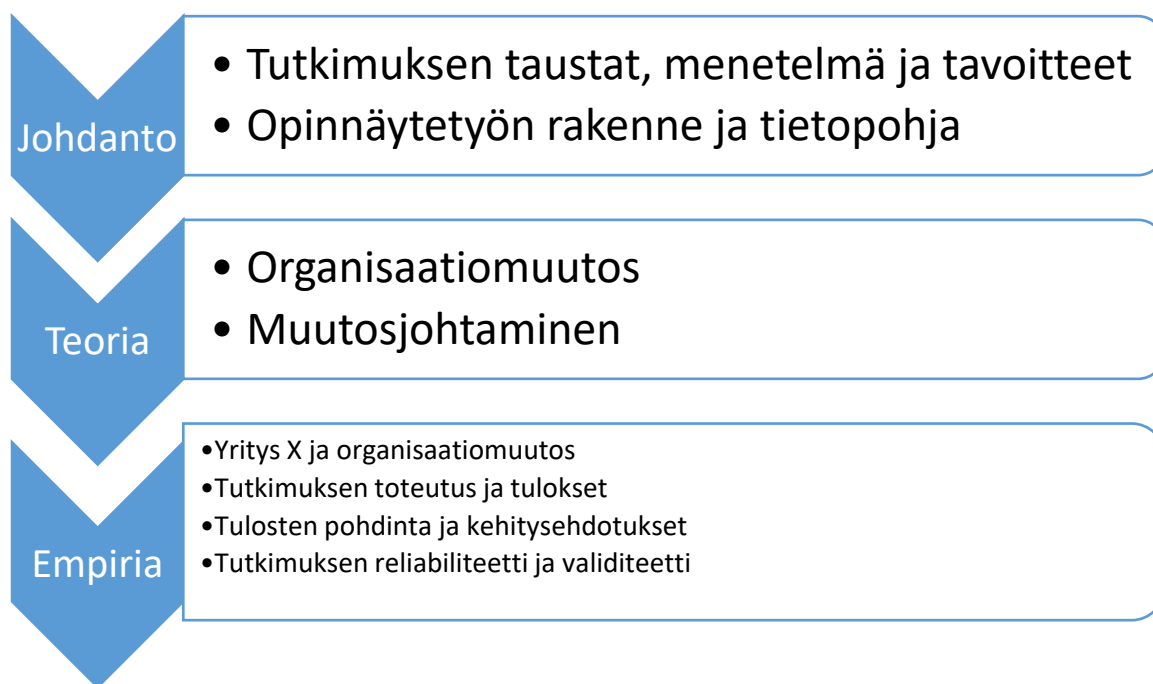 Johdanto
• Tutkimuksen taustat, menetelmä ja tavoitteet
• Opinnäytetyön rakenne ja tietopohja
Teoria
• Organisaatiomuutos
• Muutosjohtaminen
Empiria
•Yritys X ja organisaatiomuutos
•Tutkimuksen toteutus ja tulokset
•Tulosten pohdinta ja kehitysehdotukset
•Tutkimuksen reliabiliteetti ja validiteetti